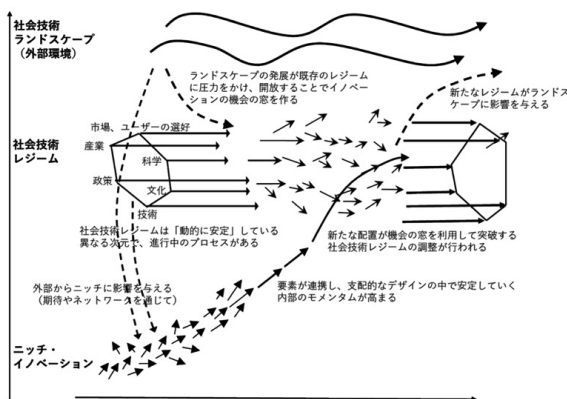 社会技術
ランドスケープ
（外部環境）
ランドスケープの発展が既存のレジーム
に圧力をかけ、開放することでイノベー
ションの機会の窓を作る
新たなレジームがランドス
ケープに影響を与える
市場、ユーザーの選好
社会技術
レジーム
産業
科学
政策
文化
技術
社会技術レジームは「動的に安定」している
異なる次元で、進行中のプロセスがある
新たな配置が機会の窓を利用して突破する
社会技術レジームの調整が行われる
外部からニッチに影響を与える
（期待やネットワークを通じて）
要素が連携し、支配的なデザインの中で安定していく
内部のモメンタムが高まる
ニッチ・
イノベーション